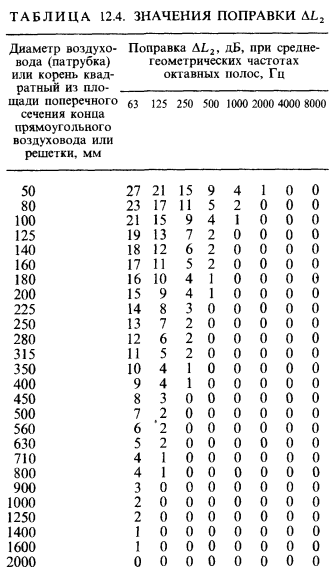 ТАБЛИЦА 12.4. ЗНАЧЕНИЯ ПОПРАВКИ ΔL₂
Диаметр воздухо-
вода (патрубка)
или корень квад-
ратный из пло-
щади поперечного
сечения конца
прямоугольного
воздуховода или
решетки, мм
Поправка ΔL₂, дБ, при средне-
геометрических частотах
октавных полос, Гц
63 125 250 500 1000 2000 4000 8000
50 27 21 15 9 4 1 0 0
80 23 17 11 5 2 0 0 0
100 21 15 9 4 1 0 0 0
125 19 13 7 2 0 0 0 0
140 18 12 6 2 0 0 0 0
160 17 11 5 2 0 0 0 0
180 16 10 4 1 0 0 0 0
200 15 9 4 1 0 0 0 0
225 14 8 3 0 0 0 0 0
250 13 7 2 0 0 0 0 0
280 12 6 2 0 0 0 0 0
315 11 5 2 0 0 0 0 0
350 10 4 1 0 0 0 0 0
400 9 4 1 0 0 0 0 0
450 8 3 0 0 0 0 0 0
500 7 2 0 0 0 0 0 0
560 6 2 0 0 0 0 0 0
630 5 2 0 0 0 0 0 0
710 4 1 0 0 0 0 0 0
800 4 1 0 0 0 0 0 0
900 3 0 0 0 0 0 0 0
1000 2 0 0 0 0 0 0 0
1250 2 0 0 0 0 0 0 0
1400 1 0 0 0 0 0 0 0
1600 1 0 0 0 0 0 0 0
2000 0 0 0 0 0 0 0 0